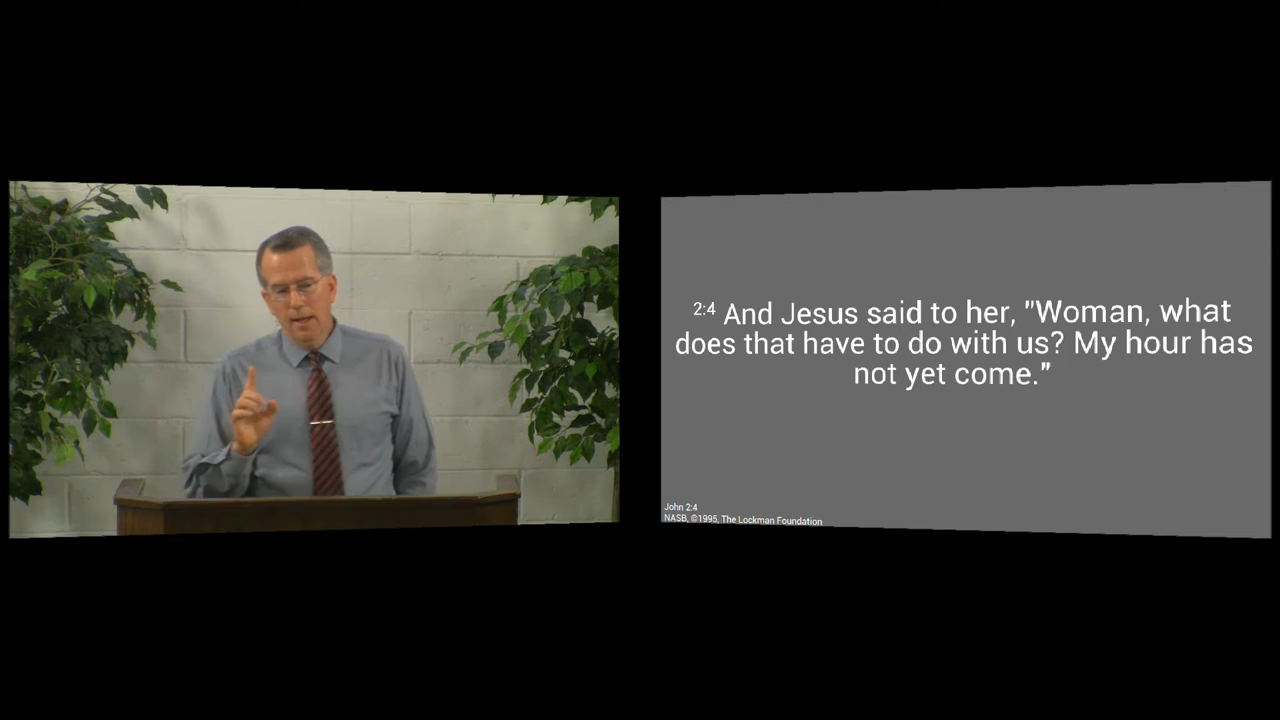 2:4 And Jesus said to her, "Woman, what
does that have to do with us? My hour has
not yet come."
John 2:4
NASB, ©1995, The Lockman Foundation